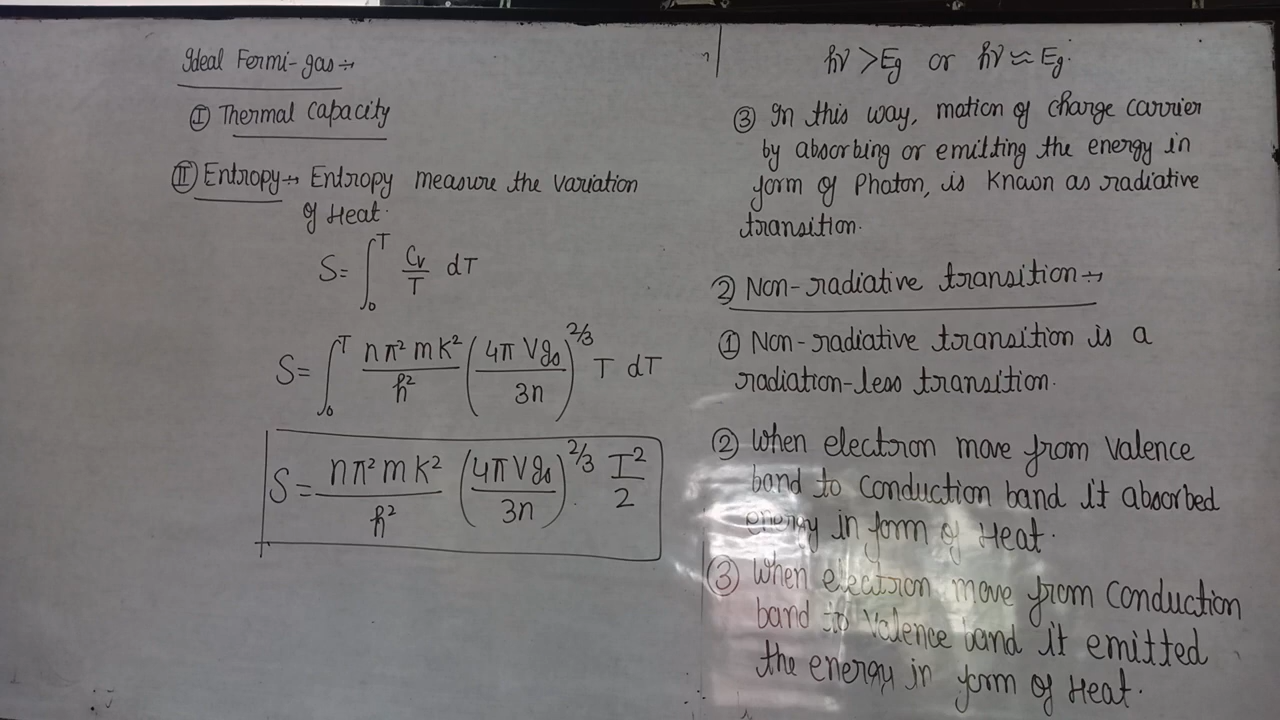 Ideal Fermi-gas÷
Ⓘ Thermal Capacity
Ⓘ︎Ⓘ Entropy→ Entropy measure the variation
of Heat.
S = ∫₀ᵀ Cv/T dT
S = ∫₀ᵀ nπ²mk²/ℏ² (4πVg₀/3n)^2/3 T dT
S = nπ²mk²/ℏ² (4πVg₀/3n)^2/3 T²/2
hν > Eg or hν ≈ Eg.
③ In this way, motion of charge carrier
by absorbing or emitting the energy in
form of Photon, is Known as radiative
transition.
2) Non-radiative transition→
① Non-radiative transition is a
radiation-less transition.
② When electron move from valence
band to conduction band it absorbed
energy in form of Heat.
③ When electron move from conduction
band to valence band it emitted
the energy in form of Heat.